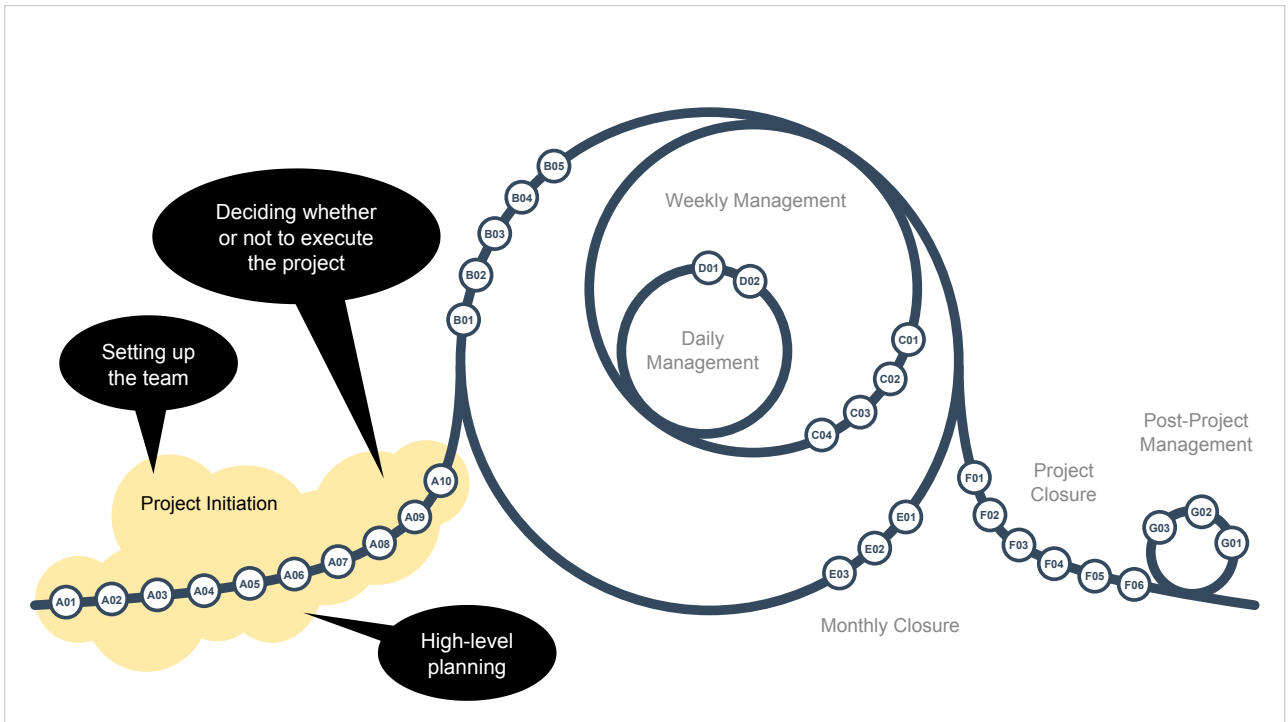 Deciding whether
or not to execute
the project
Setting up
the team
Project Initiation
High-level
planning
Weekly Management
Daily
Management
Monthly Closure
Project
Closure
Post-Project
Management
A01
A02
A03
A04
A05
A06
A07
A08
A09
A10
B01
B02
B03
B04
B05
D01
D02
C01
C02
C03
C04
E01
E02
E03
F01
F02
F03
F04
F05
F06
G03
G02
G01